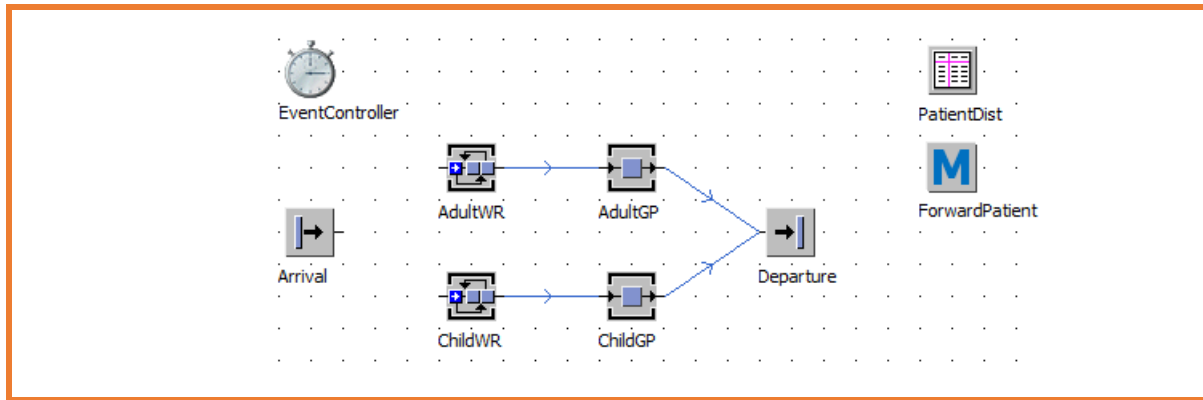 EventController
PatientDist
M
AdultWR
AdultGP
ForwardPatient
Arrival
Departure
ChildWR
ChildGP